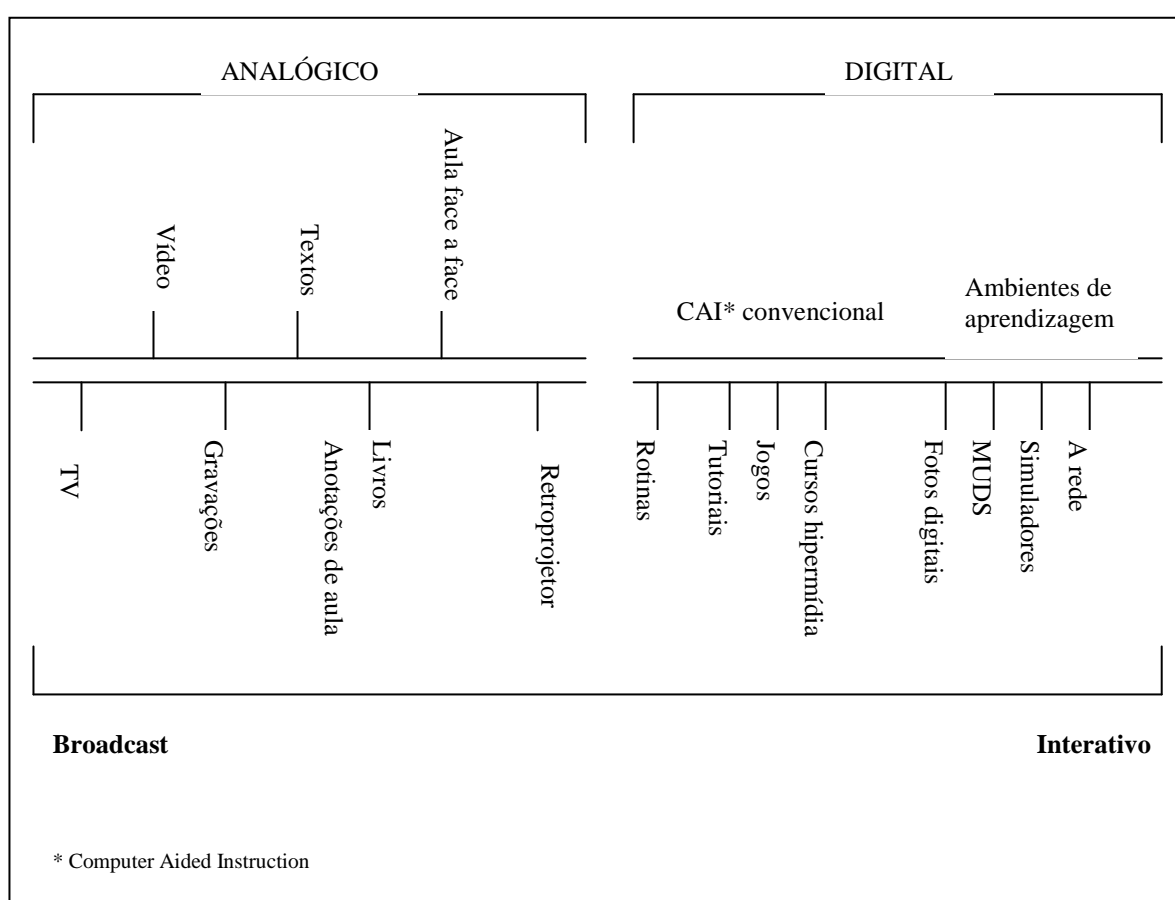 ANALÓGICO
DIGITAL
Vídeo
Textos
Aula face a face
CAI* convencional
Ambientes de
aprendizagem
TV
Gravações
Anotações de aula
Livros
Retroprojetor
Rotinas
Tutoriais
Jogos
Cursos hipermídia
Fotos digitais
MUDS
Simuladores
A rede
Broadcast
Interativo
* Computer Aided Instruction